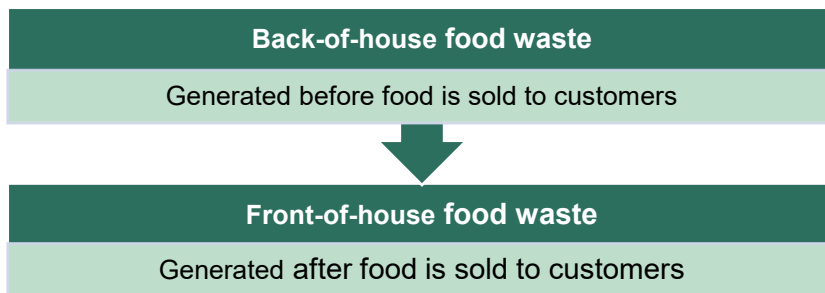 Back-of-house food waste
Generated before food is sold to customers
Front-of-house food waste
Generated after food is sold to customers